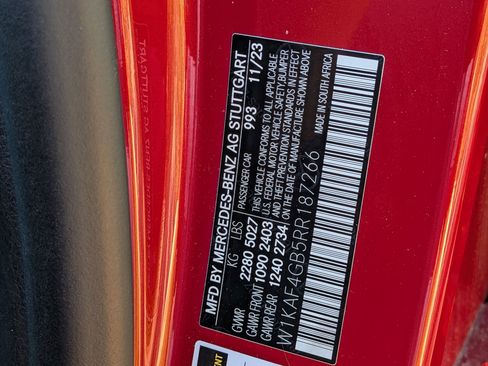 MFD BY MERCEDES-BENZ AG STUTTGART
PASSENGER CAR 993 11/23
KG LBS
GVWR 2280 5027
GAWR FRONT 1090 2403
GAWR REAR 1240 2734
THIS VEHICLE CONFORMS TO ALL APPLICABLE
U.S. FEDERAL MOTOR VEHICLE SAFETY BUMPER
AND THEFT PREVENTION STANDARDS IN EFFECT
ON THE DATE OF MANUFACTURE SHOWN ABOVE
W1KAF4GB5RR187266
MADE IN SOUTH AFRICA